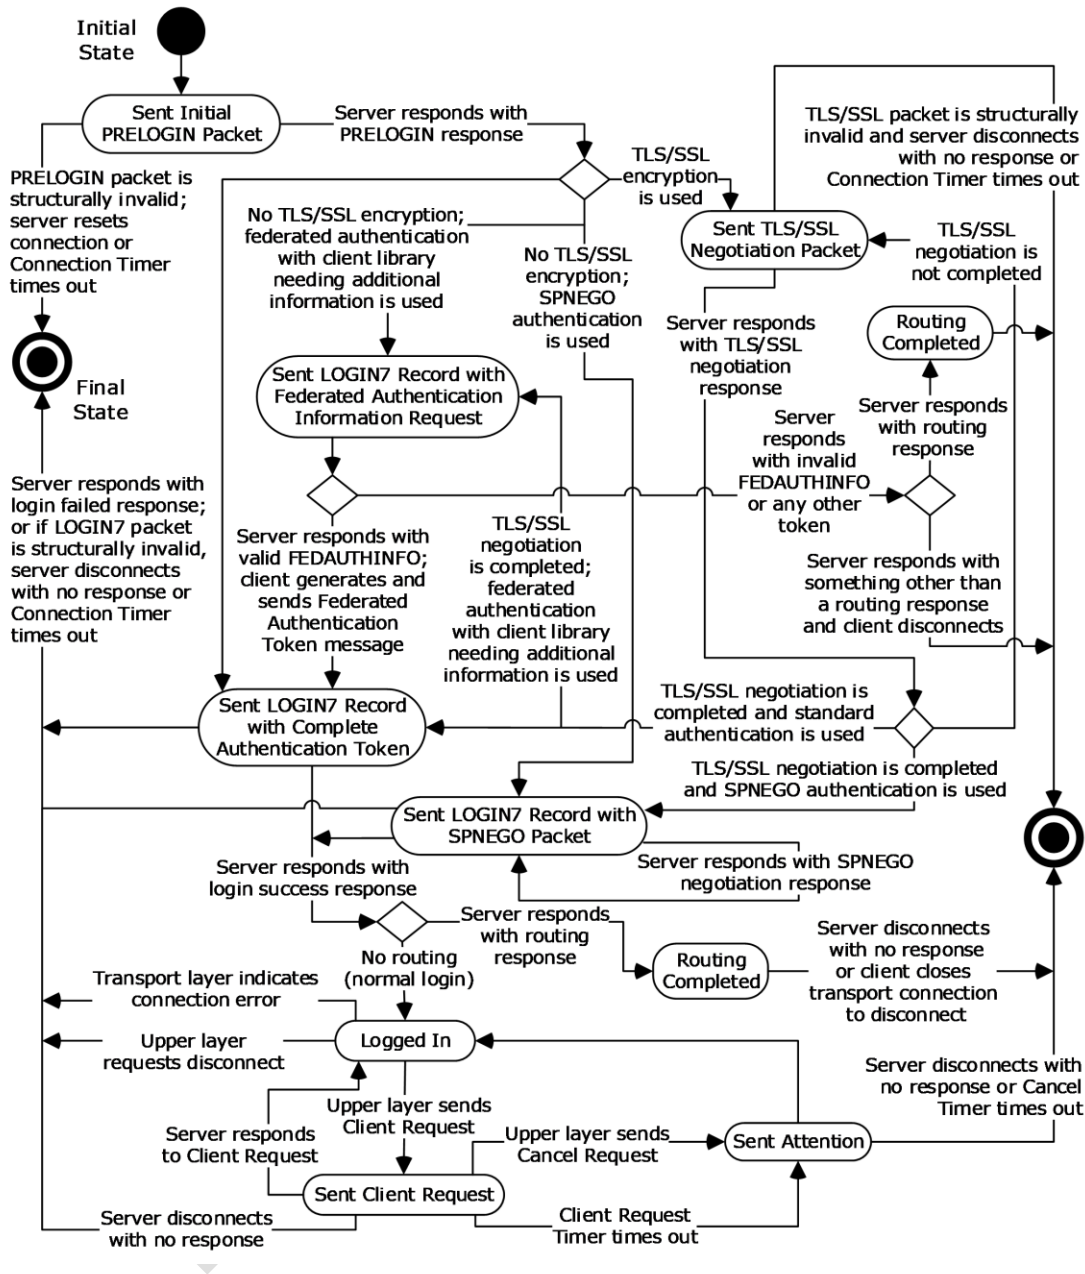 Initial
State
Sent Initial
PRELOGIN Packet
Server responds with
PRELOGIN response
TLS/SSL packet is structurally
invalid and server disconnects
with no response or
Connection Timer times out
PRELOGIN packet is
structurally invalid;
server resets
connection or
Connection Timer
times out
TLS/SSL
encryption
is used
No TLS/SSL encryption;
federated authentication
with client library
needing additional
information is used
No TLS/SSL
encryption;
SPNEGO
authentication
is used
Sent TLS/SSL
Negotiation Packet
TLS/SSL
negotiation is
not completed
Server responds
with TLS/SSL
negotiation
response
Routing
Completed
Final
State
Sent LOGIN7 Record with
Federated Authentication
Information Request
Server responds
with routing
response
Server
responds
with invalid
FEDAUTHINFO
or any other
token
Server responds with
login failed response;
or if LOGIN7 packet
is structurally invalid,
server disconnects
with no response or
Connection Timer
times out
Server responds with
valid FEDAUTHINFO;
client generates and
sends Federated
Authentication
Token message
TLS/SSL
negotiation
is completed;
federated
authentication
with client library
needing additional
information is used
Server responds with
something other than
a routing response
and client disconnects
Sent LOGIN7 Record
with Complete
Authentication Token
TLS/SSL negotiation is
completed and standard
authentication is used
TLS/SSL negotiation is completed
and SPNEGO authentication is used
Sent LOGIN7 Record with
SPNEGO Packet
Server responds with SPNEGO
negotiation response
Server responds with
login success response
Server responds
with routing
response
No routing
(normal login)
Routing
Completed
Server disconnects
with no response
or client closes
transport connection
to disconnect
Transport layer indicates
connection error
Upper layer
requests disconnect
Logged In
Server disconnects with
no response or Cancel
Timer times out
Upper layer sends
Client Request
Server responds
to Client Request
Upper layer sends
Cancel Request
Sent Attention
Sent Client Request
Server disconnects
with no response
Client Request
Timer times out